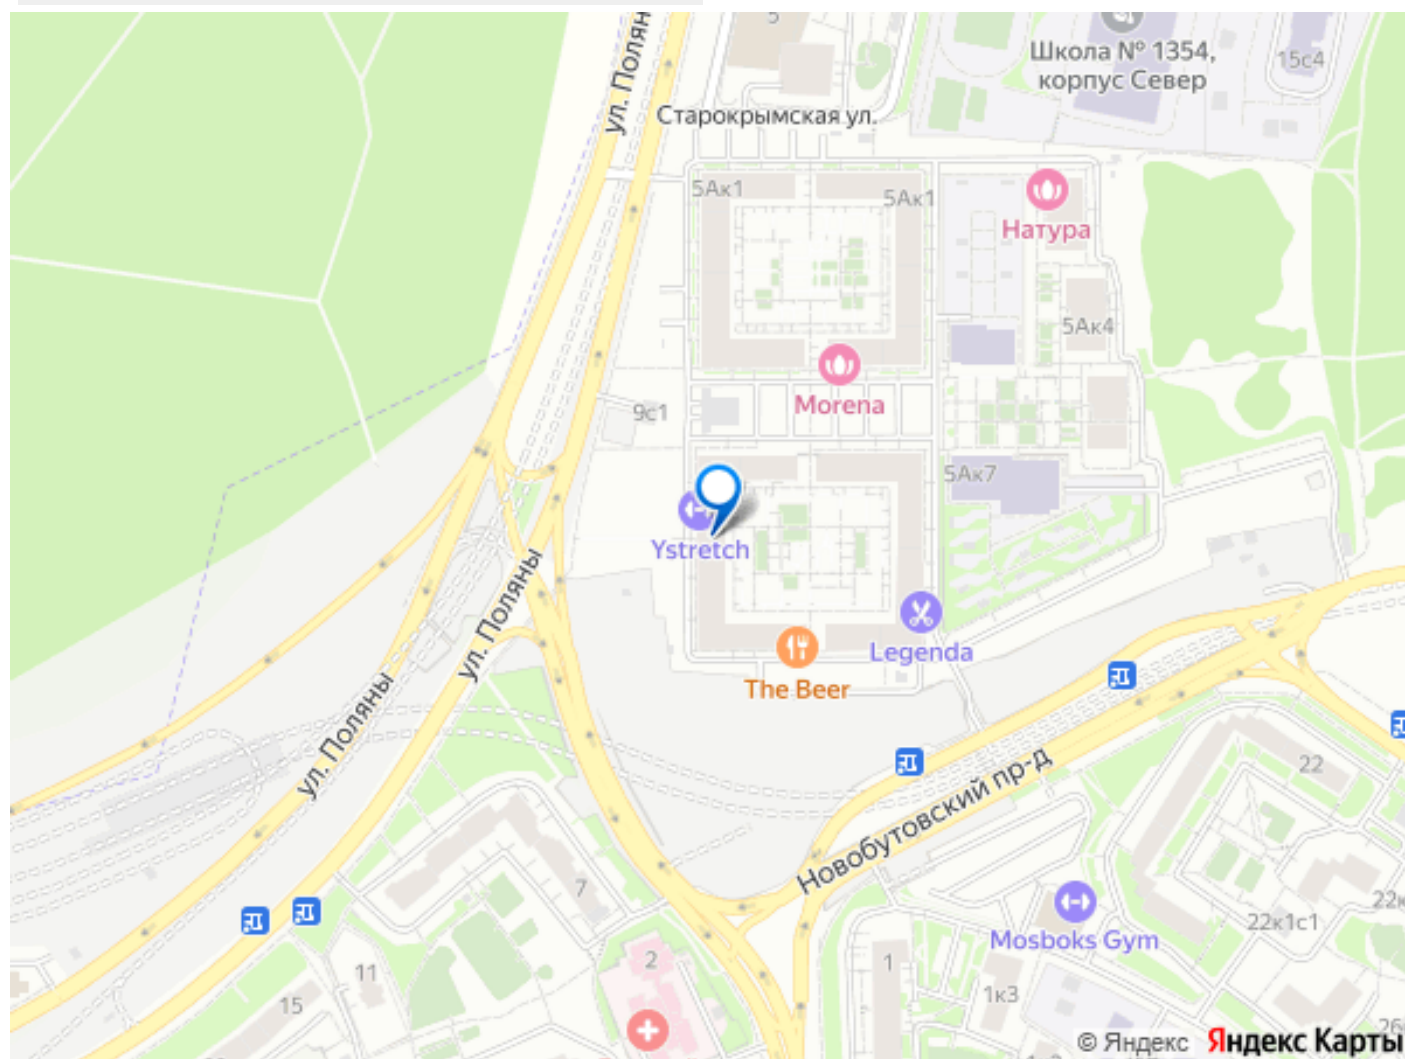 5
Школа № 1354,
корпус Север
15с4
ул. Полян
Старокрымская ул.
5Ак1
5Ак1
Натура
5Ак4
Morena
9с1
5Ак7
Ystretch
ул. Поляны
Legenda
The Beer
ул. Поляны
22
Новобутовский пр-д
7
22к1с1
Mosboks Gym
2
11
1
1к3
15
© Яндекс Яндекс Карты